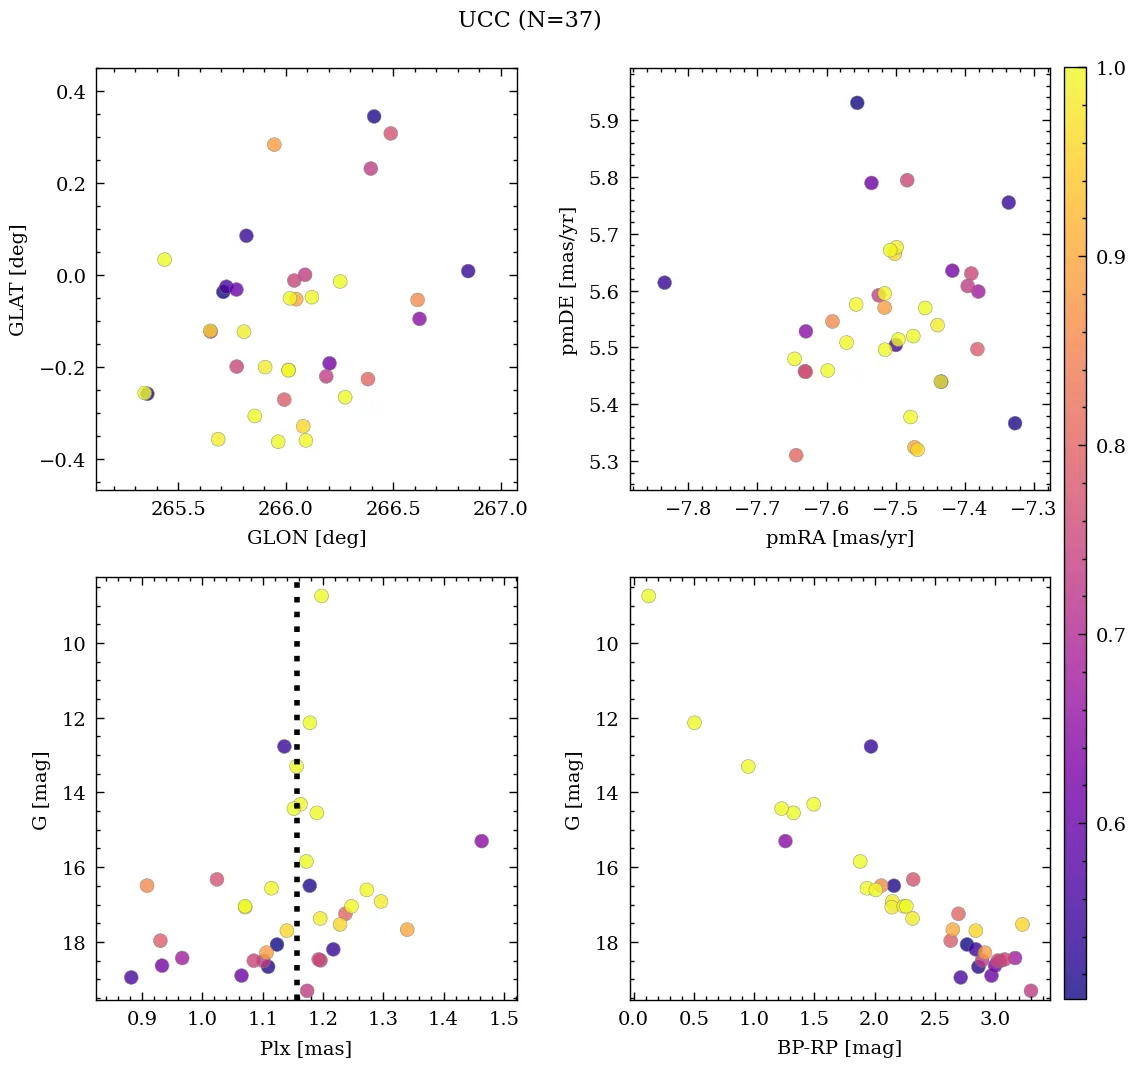 UCC (N=37)
0.4
0.2
0.0
−0.2
−0.4
GLAT [deg]
265.5 266.0 266.5 267.0
GLON [deg]
5.9
5.8
5.7
5.6
5.5
5.4
5.3
pmDE [mas/yr]
−7.8 −7.7 −7.6 −7.5 −7.4 −7.3
pmRA [mas/yr]
1.0
0.9
0.8
0.7
0.6
10
12
14
16
18
G [mag]
0.9 1.0 1.1 1.2 1.3 1.4 1.5
Plx [mas]
10
12
14
16
18
G [mag]
0.0 0.5 1.0 1.5 2.0 2.5 3.0
BP-RP [mag]